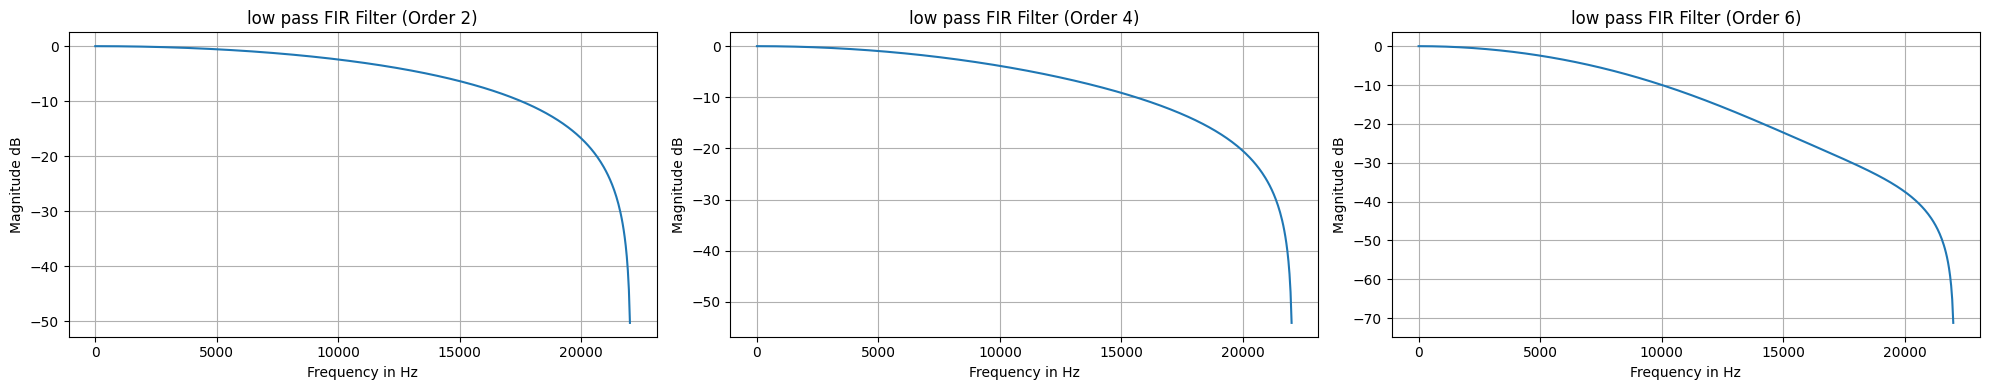 low pass FIR Filter (Order 2)
0
−10
−20
−30
−40
−50
Magnitude dB
0 5000 10000 15000 20000
Frequency in Hz
low pass FIR Filter (Order 4)
0
−10
−20
−30
−40
−50
Magnitude dB
0 5000 10000 15000 20000
Frequency in Hz
low pass FIR Filter (Order 6)
0
−10
−20
−30
−40
−50
−60
−70
Magnitude dB
0 5000 10000 15000 20000
Frequency in Hz